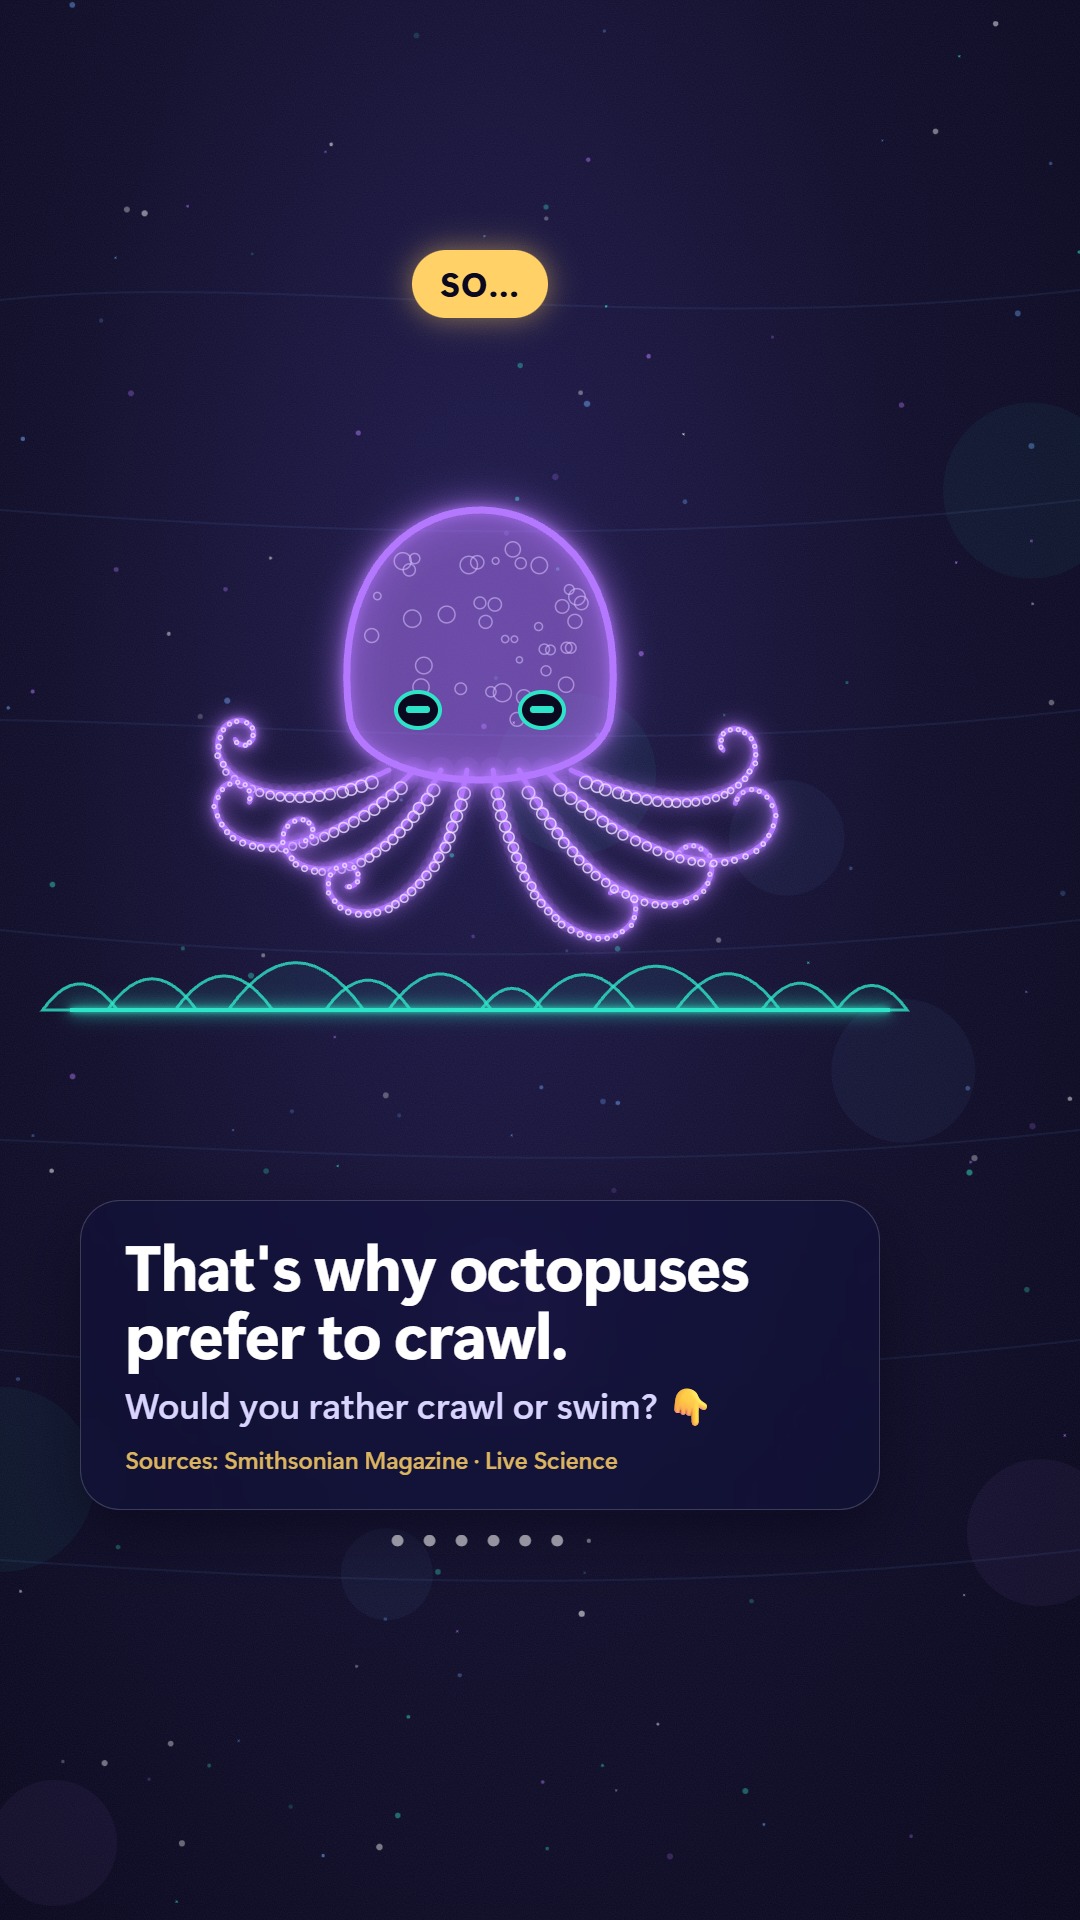 SO...
That's why octopuses
prefer to crawl.
Would you rather crawl or swim? 👇
Sources: Smithsonian Magazine · Live Science